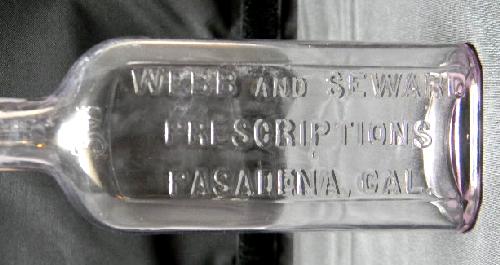 WEBB AND SEWARD
PRESCRIPTIONS
PASADENA, CAL.